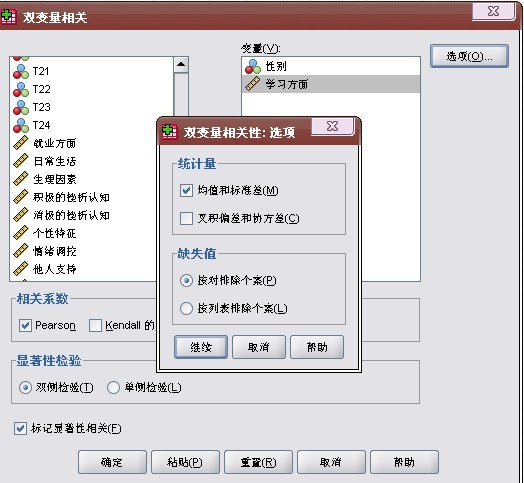 双变量相关
变量(V):
T21
T22
T23
T24
就业方面
日常生活
生理因素
积极的挫折认知
消极的挫折认知
个性特征
情绪调控
他人支持
性别
学习方面
选项(O)...
双变量相关性: 选项
统计量
均值和标准差(M)
叉积偏差和协方差(C)
缺失值
按对排除个案(P)
按列表排除个案(L)
继续 取消 帮助
相关系数
Pearson Kendall 的
显著性检验
双侧检验(T) 单侧检验(L)
标记显著性相关(F)
确定 粘贴(P) 重置(R) 取消 帮助